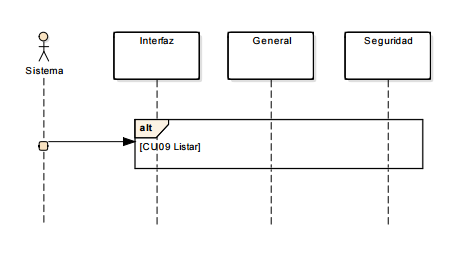 Interfaz
General
Seguridad
Sistema
alt
[CU09 Listar]